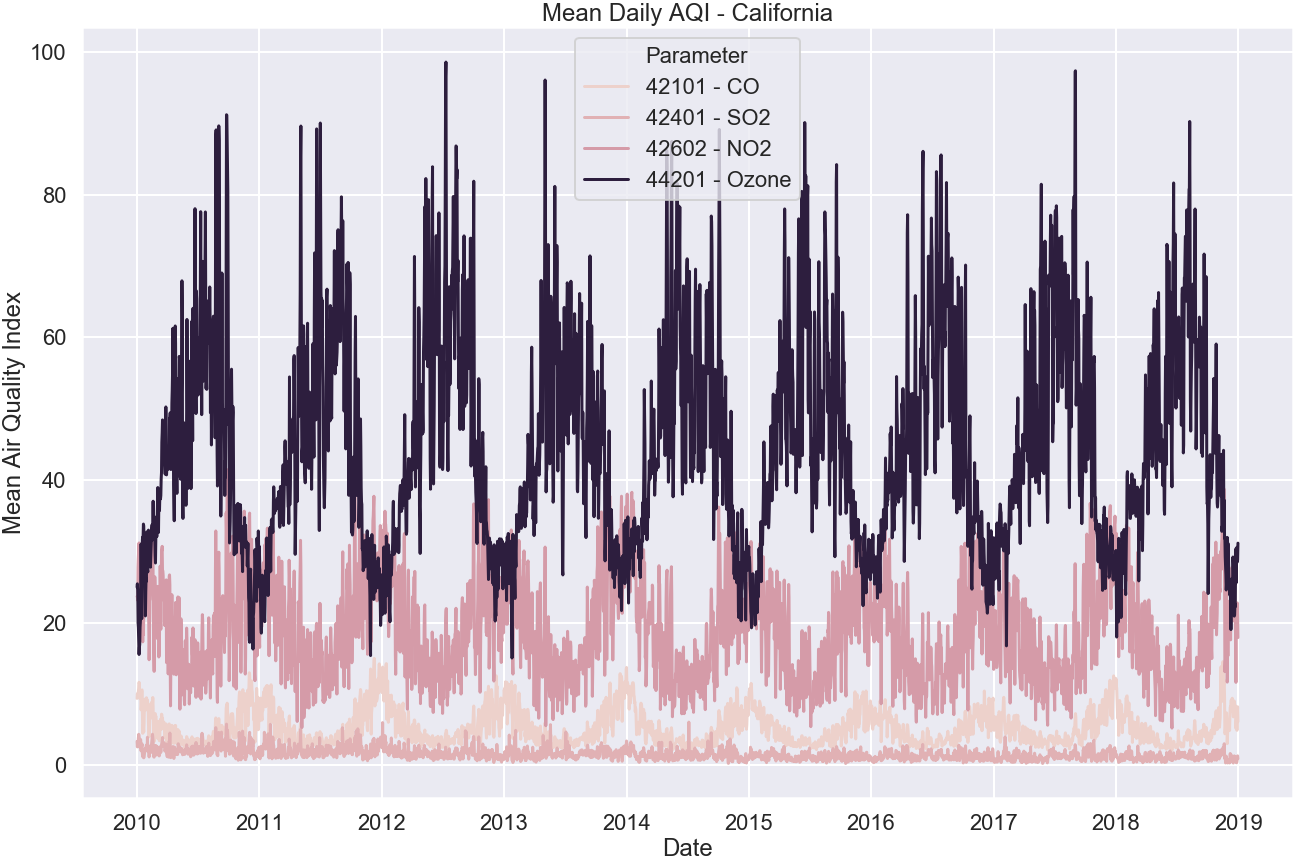 Mean Daily AQI - California
Parameter
42101 - CO
42401 - SO2
42602 - NO2
44201 - Ozone
Mean Air Quality Index
100
80
60
40
20
0
2010 2011 2012 2013 2014 2015 2016 2017 2018 2019
Date